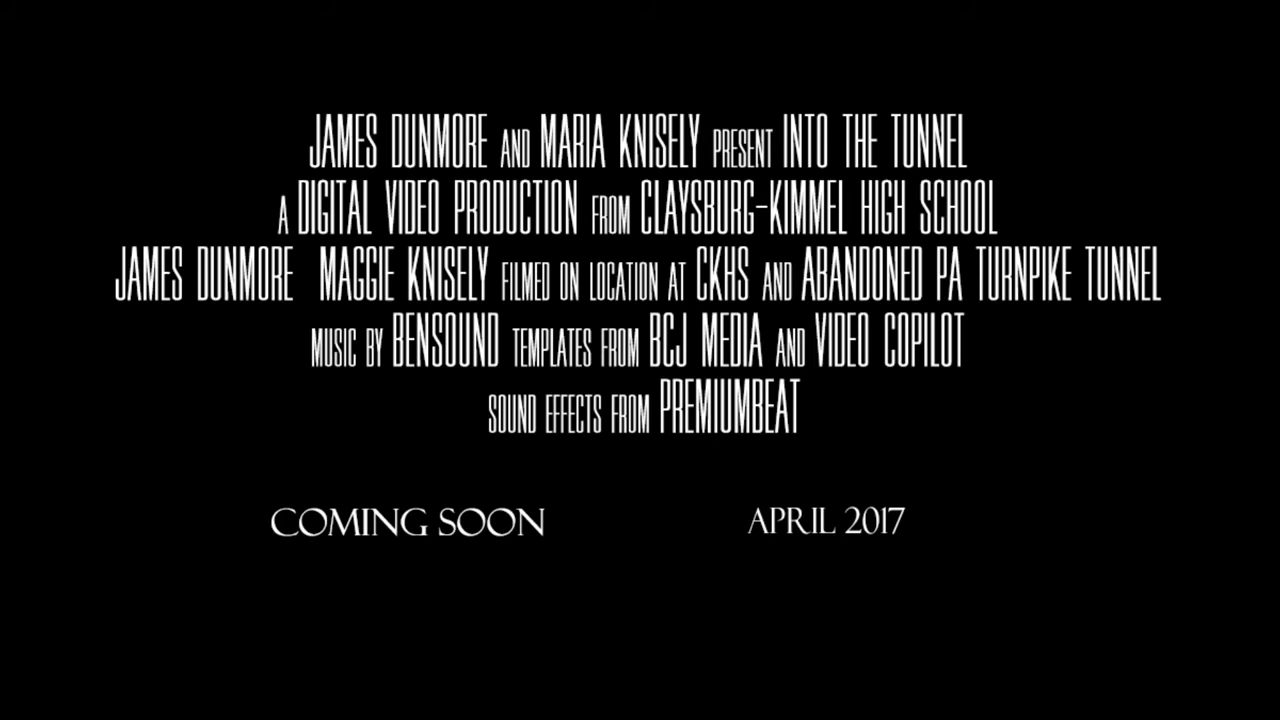 JAMES DUNMORE AND MARIA KNISELY PRESENT INTO THE TUNNEL
A DIGITAL VIDEO PRODUCTION FROM CLAYSBURG-KIMMEL HIGH SCHOOL
JAMES DUNMORE MAGGIE KNISELY FILMED ON LOCATION AT CKHS AND ABANDONED PA TURNPIKE TUNNEL
MUSIC BY BENSOUND TEMPLATES FROM BCJ MEDIA AND VIDEO COPILOT
SOUND EFFECTS FROM PREMIUMBEAT
COMING SOON APRIL 2017